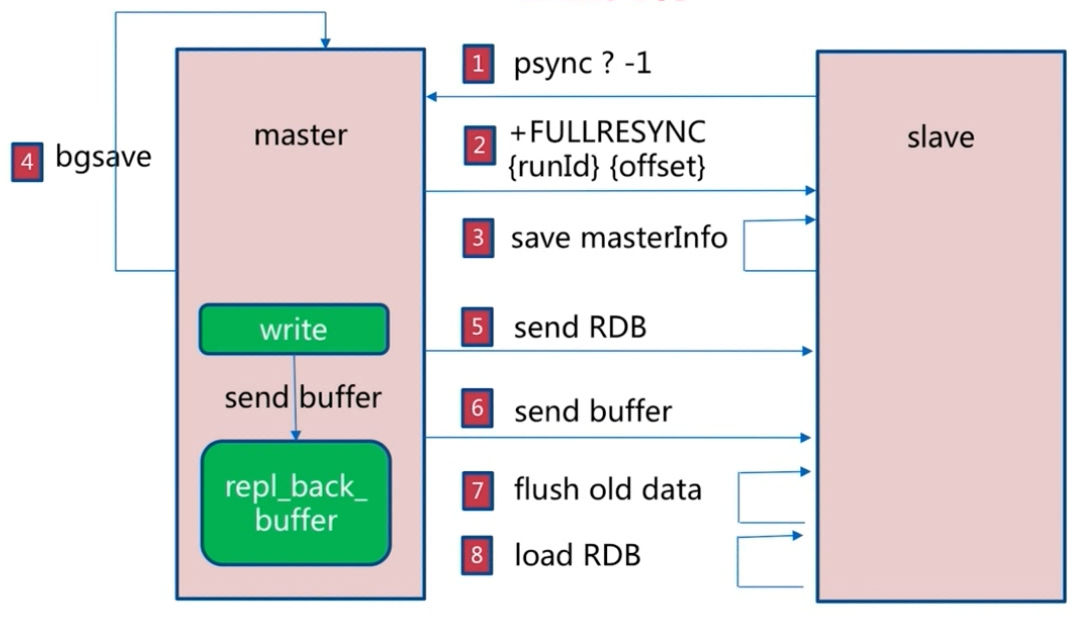 1 psync ? -1
master
2 +FULLRESYNC
{runId} {offset}
slave
4 bgsave
3 save masterInfo
write
5 send RDB
send buffer
6 send buffer
repl_back_
buffer
7 flush old data
8 load RDB